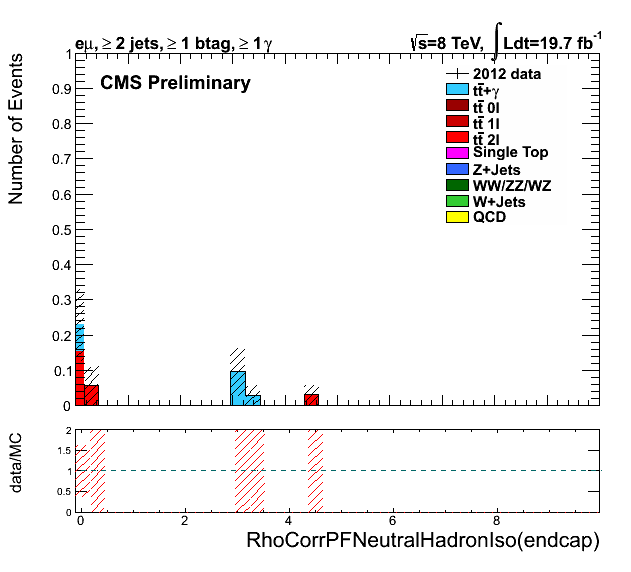 eμ, ≥ 2 jets, ≥ 1 btag, ≥ 1 γ
√s=8 TeV, ∫ Ldt=19.7 fb⁻¹
CMS Preliminary
2012 data
tt̄+γ
tt̄ 0l
tt̄ 1l
tt̄ 2l
Single Top
Z+Jets
WW/ZZ/WZ
W+Jets
QCD
Number of Events
1
0.9
0.8
0.7
0.6
0.5
0.4
0.3
0.2
0.1
0
data/MC
2
1.5
1
0.5
0
0 2 4 6 8
RhoCorrPFNeutralHadronIso(endcap)